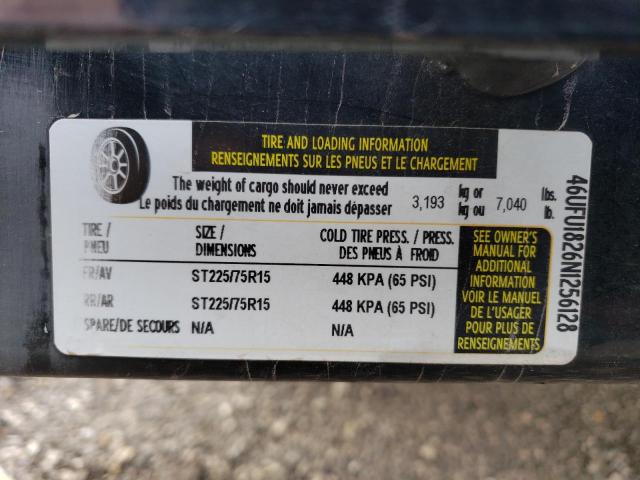 TIRE AND LOADING INFORMATION
RENSEIGNEMENTS SUR LES PNEUS ET LE CHARGEMENT
The weight of cargo should never exceed
Le poids du chargement ne doit jamais dépasser
3,193 kg or
kg ou
7,040 lbs.
lb.
TIRE / SIZE / COLD TIRE PRESS. / PRESS.
PNEU DIMENSIONS DES PNEUS À FROID
FR/AV ST225/75R15 448 KPA (65 PSI)
RR/AR ST225/75R15 448 KPA (65 PSI)
SPARE/DE SECOURS N/A N/A
SEE OWNER'S
MANUAL FOR
ADDITIONAL
INFORMATION
VOIR LE MANUEL
DE L'USAGER
POUR PLUS DE
RENSEIGNEMENTS
46UFU1826N1256128